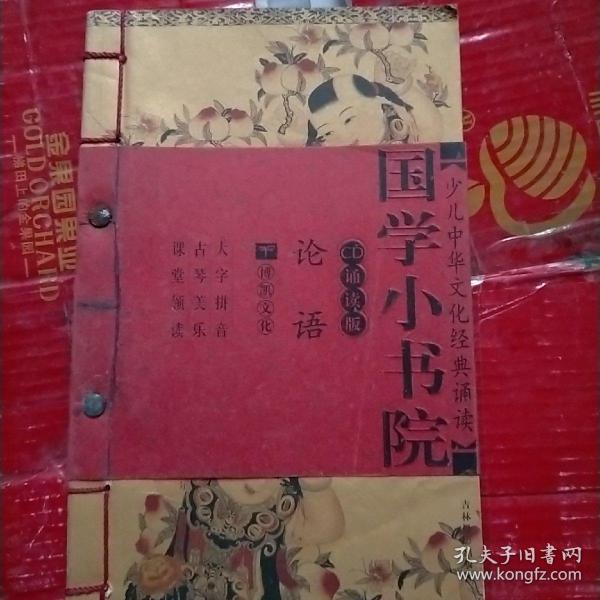 【少儿中华文化经典诵读】
国学小书院
CD诵读版
论语
博凯文化
大字拼音
古琴美乐
课堂领读
吉林
金果园果业
GOLD ORCHARD
孔夫子旧书网
www.kongfz.com